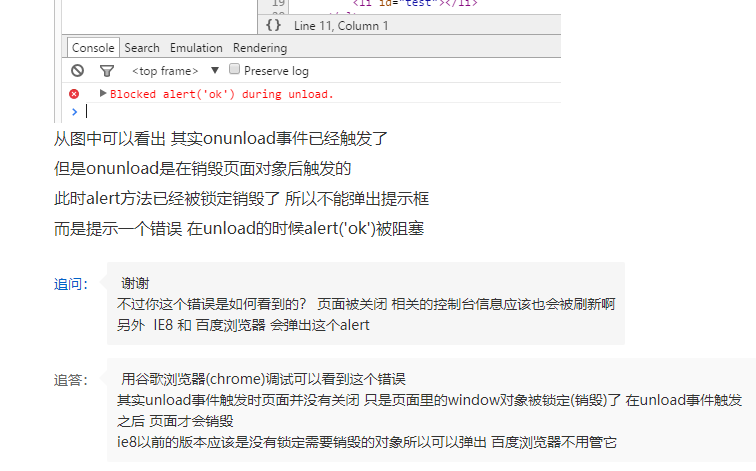 19 <li id="test"></li>
{} Line 11, Column 1
Console Search Emulation Rendering
<top frame> ▼ Preserve log
▶Blocked alert('ok') during unload.
>
从图中可以看出 其实onunload事件已经触发了
但是onunload是在销毁页面对象后触发的
此时alert方法已经被锁定销毁了 所以不能弹出提示框
而是提示一个错误 在unload的时候alert('ok')被阻塞
追问： 谢谢
不过你这个错误是如何看到的？ 页面被关闭 相关的控制台信息应该也会被刷新啊
另外 IE8 和 百度浏览器 会弹出这个alert
追答： 用谷歌浏览器(chrome)调试可以看到这个错误
其实unload事件触发时页面并没有关闭 只是页面里的window对象被锁定(销毁)了 在unload事件触发
之后 页面才会销毁
ie8以前的版本应该是没有锁定需要销毁的对象所以可以弹出 百度浏览器不用管它